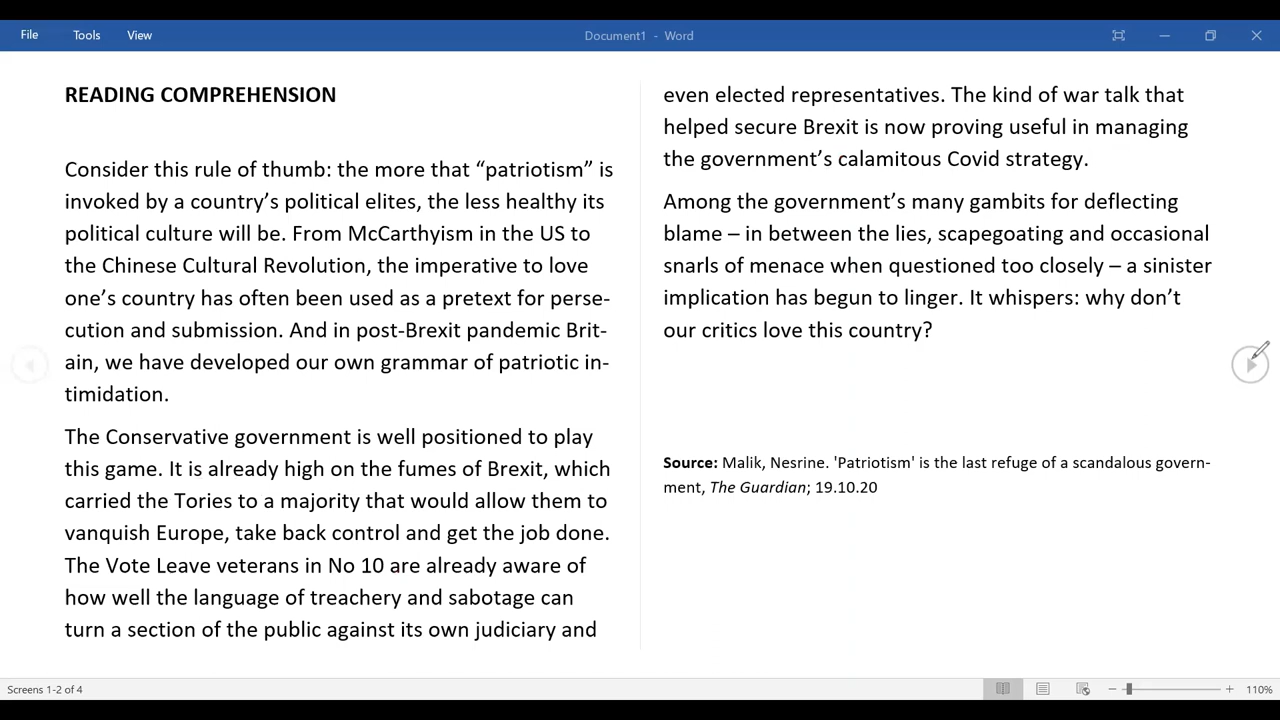 File Tools View Document1 - Word
READING COMPREHENSION
Consider this rule of thumb: the more that “patriotism” is
invoked by a country’s political elites, the less healthy its
political culture will be. From McCarthyism in the US to
the Chinese Cultural Revolution, the imperative to love
one’s country has often been used as a pretext for perse-
cution and submission. And in post-Brexit pandemic Brit-
ain, we have developed our own grammar of patriotic in-
timidation.
The Conservative government is well positioned to play
this game. It is already high on the fumes of Brexit, which
carried the Tories to a majority that would allow them to
vanquish Europe, take back control and get the job done.
The Vote Leave veterans in No 10 are already aware of
how well the language of treachery and sabotage can
turn a section of the public against its own judiciary and
even elected representatives. The kind of war talk that
helped secure Brexit is now proving useful in managing
the government’s calamitous Covid strategy.
Among the government’s many gambits for deflecting
blame – in between the lies, scapegoating and occasional
snarls of menace when questioned too closely – a sinister
implication has begun to linger. It whispers: why don’t
our critics love this country?
Source: Malik, Nesrine. 'Patriotism' is the last refuge of a scandalous govern-
ment, The Guardian; 19.10.20
Screens 1-2 of 4 110%